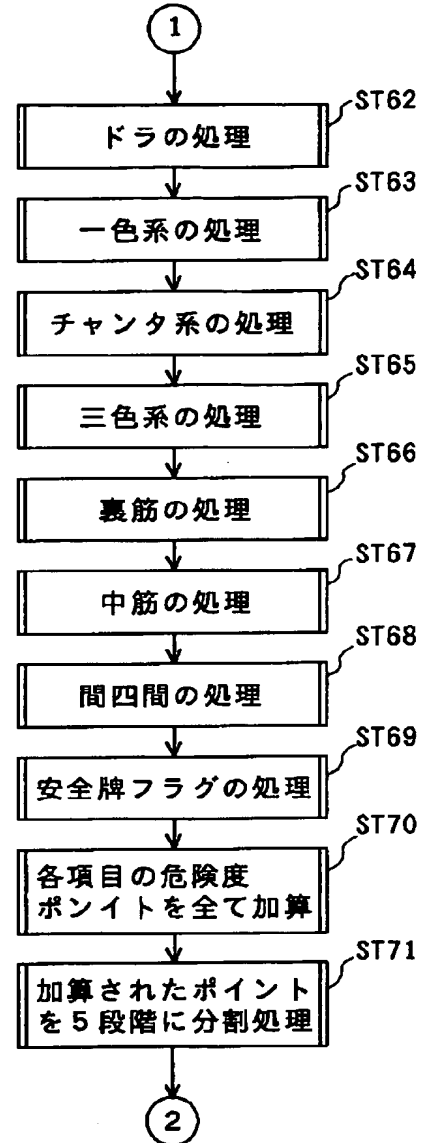 1
ST62
ドラの処理
ST63
一色系の処理
ST64
チャンタ系の処理
ST65
三色系の処理
ST66
裏筋の処理
ST67
中筋の処理
ST68
間四間の処理
ST69
安全牌フラグの処理
ST70
各項目の危険度
ポンイトを全て加算
ST71
加算されたポイント
を5段階に分割処理
2